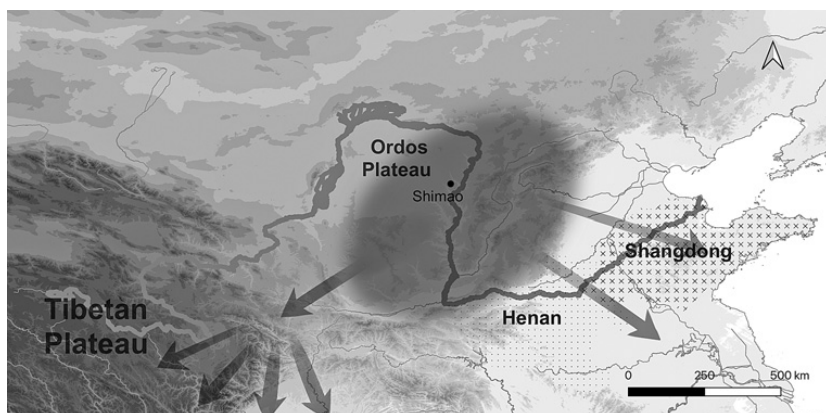 Ordos
Plateau
Shimao
Shangdong
Tibetan
Plateau
Henan
0 250 500 km